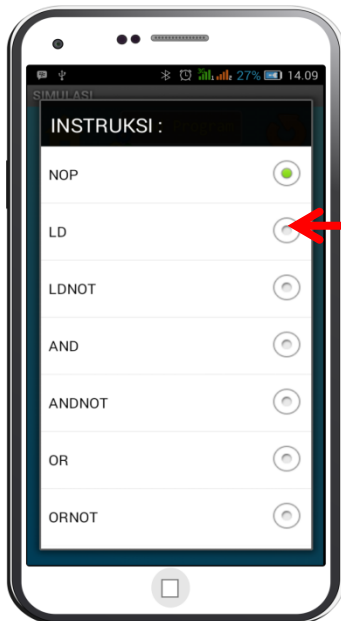 27% 14.09
SIMULASI
INSTRUKSI :
NOP
LD
LDNOT
AND
ANDNOT
OR
ORNOT